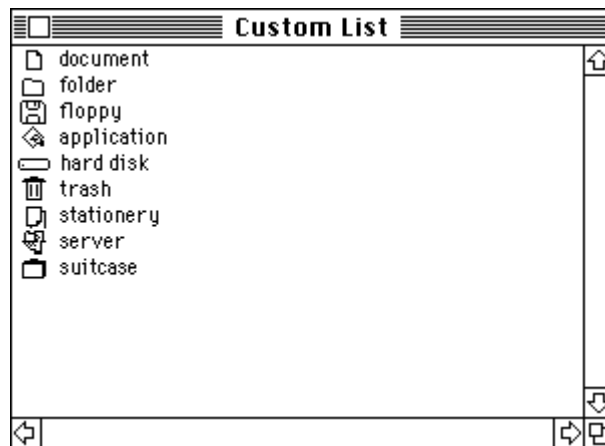 Custom List
document
folder
floppy
application
hard disk
trash
stationery
server
suitcase